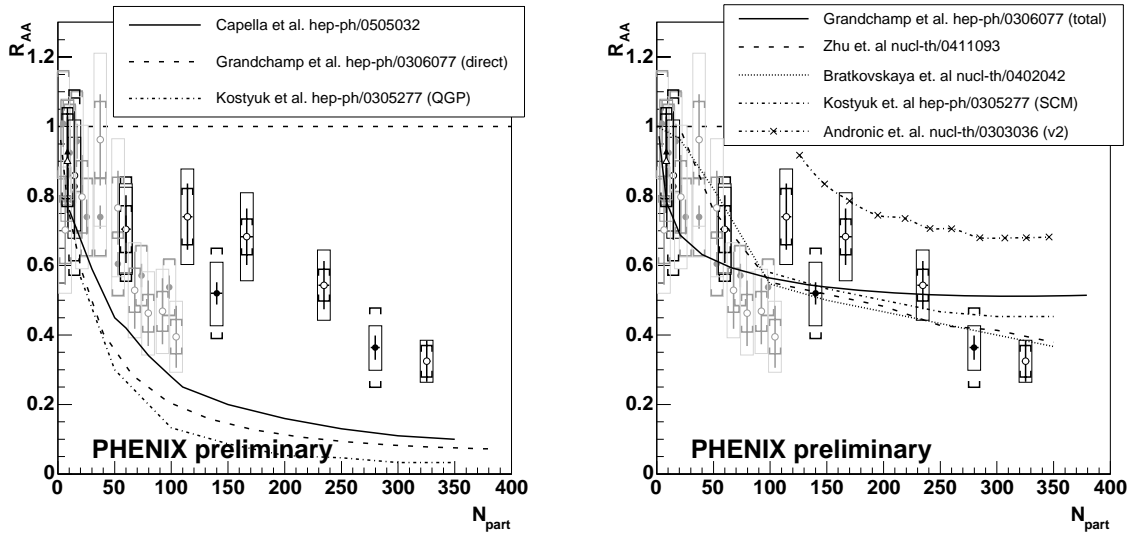 Capella et al. hep-ph/0505032
Grandchamp et al. hep-ph/0306077 (direct)
Kostyuk et al. hep-ph/0305277 (QGP)
R_AA
1.2
1
0.8
0.6
0.4
0.2
0
PHENIX preliminary
0 50 100 150 200 250 300 350 400
N_part
Grandchamp et al. hep-ph/0306077 (total)
Zhu et. al nucl-th/0411093
Bratkovskaya et. al nucl-th/0402042
Kostyuk et. al hep-ph/0305277 (SCM)
Andronic et. al. nucl-th/0303036 (v2)
R_AA
1.2
1
0.8
0.6
0.4
0.2
0
PHENIX preliminary
0 50 100 150 200 250 300 350 400
N_part